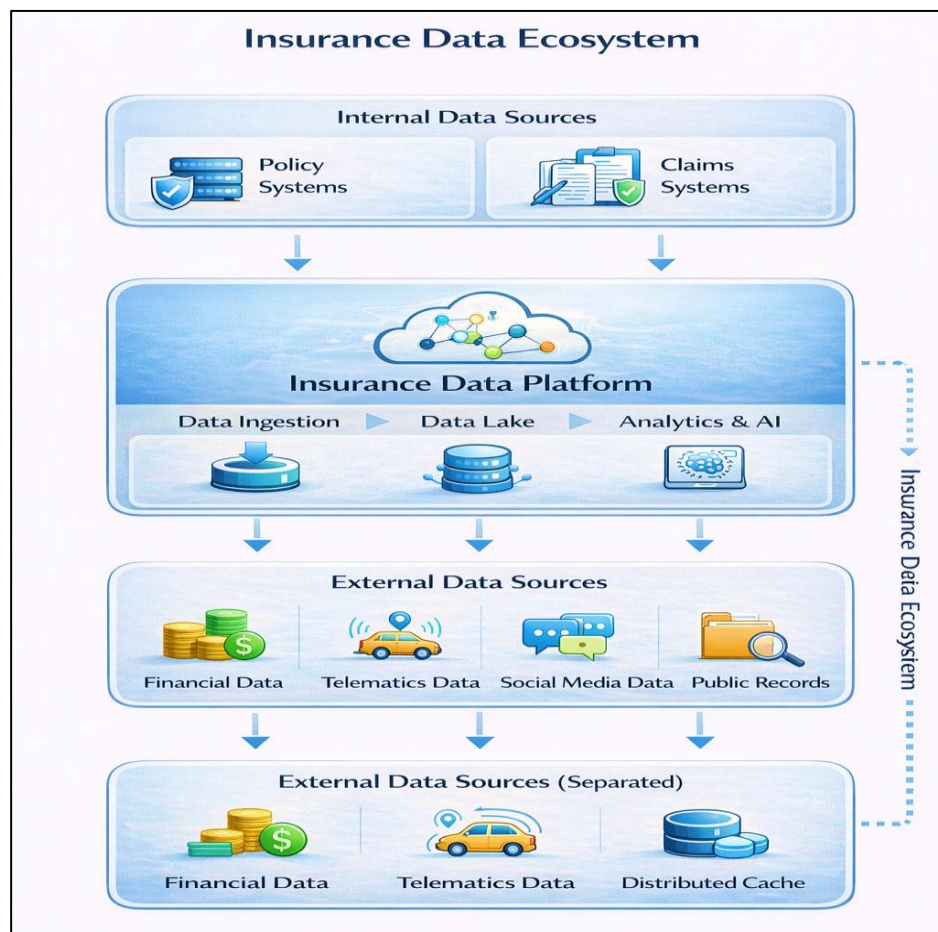 Insurance Data Ecosystem
Internal Data Sources
Policy
Systems
Claims
Systems
Insurance Data Platform
Data Ingestion
Data Lake
Analytics & AI
External Data Sources
Financial Data
Telematics Data
Social Media Data
Public Records
External Data Sources (Separated)
Financial Data
Telematics Data
Distributed Cache
Insurance Deta Ecosystem